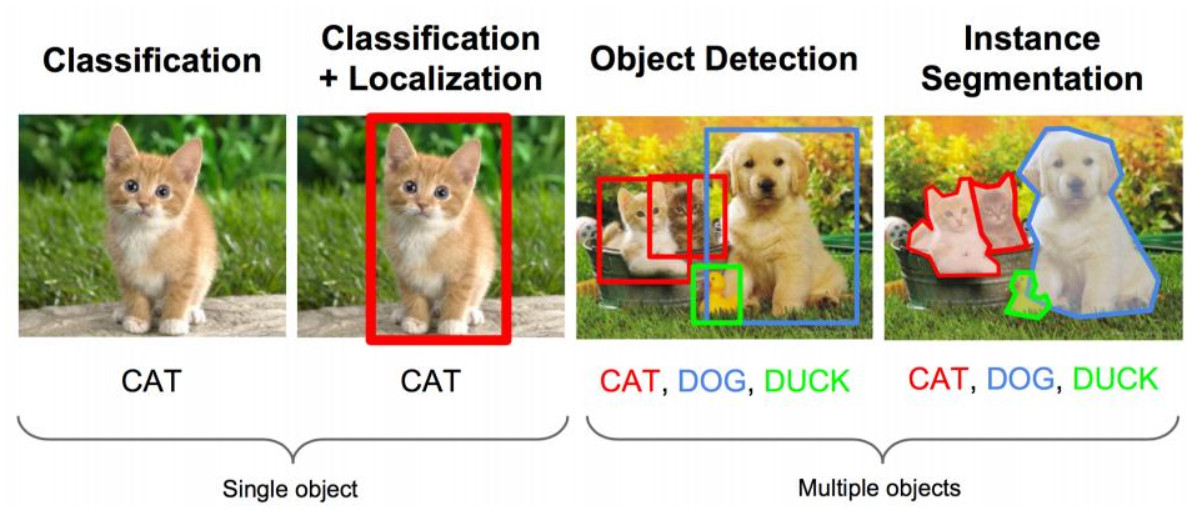 Classification
Classification
+ Localization
Object Detection
Instance
Segmentation
CAT
CAT
CAT, DOG, DUCK
CAT, DOG, DUCK
Single object
Multiple objects